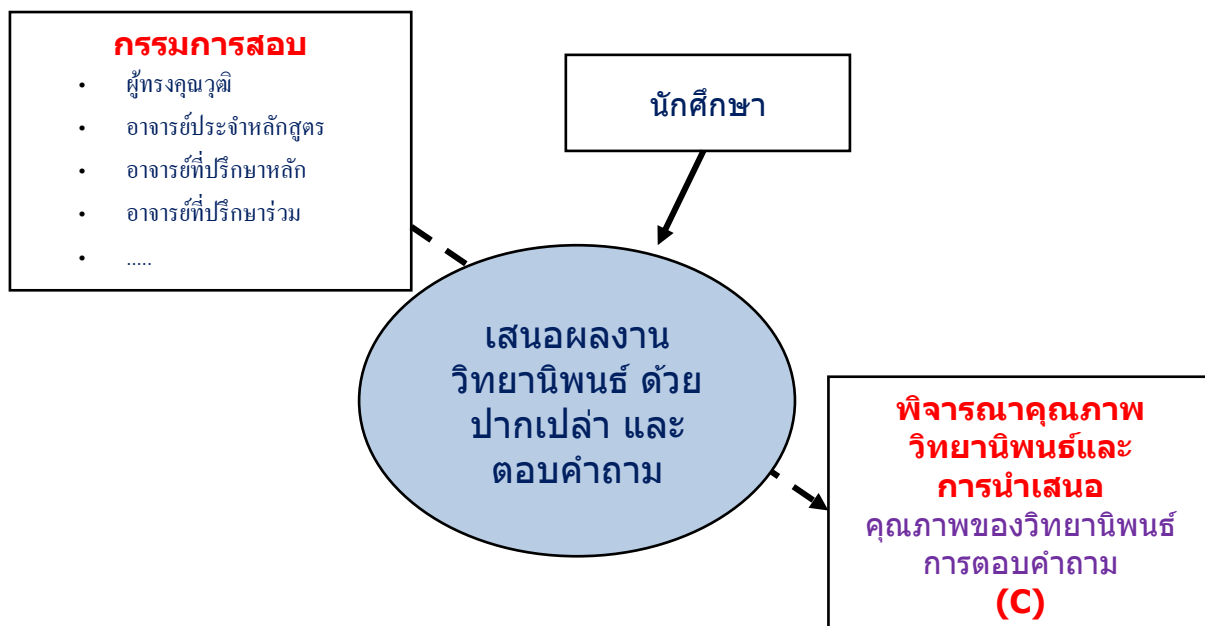 กรรมการสอบ
• ผู้ทรงคุณวุฒิ
• อาจารย์ประจำหลักสูตร
• อาจารย์ที่ปรึกษาหลัก
• อาจารย์ที่ปรึกษาร่วม
• .....
นักศึกษา
เสนอผลงาน
วิทยานิพนธ์ ด้วย
ปากเปล่า และ
ตอบคำถาม
พิจารณาคุณภาพ
วิทยานิพนธ์และ
การนำเสนอ
คุณภาพของวิทยานิพนธ์
การตอบคำถาม
(C)